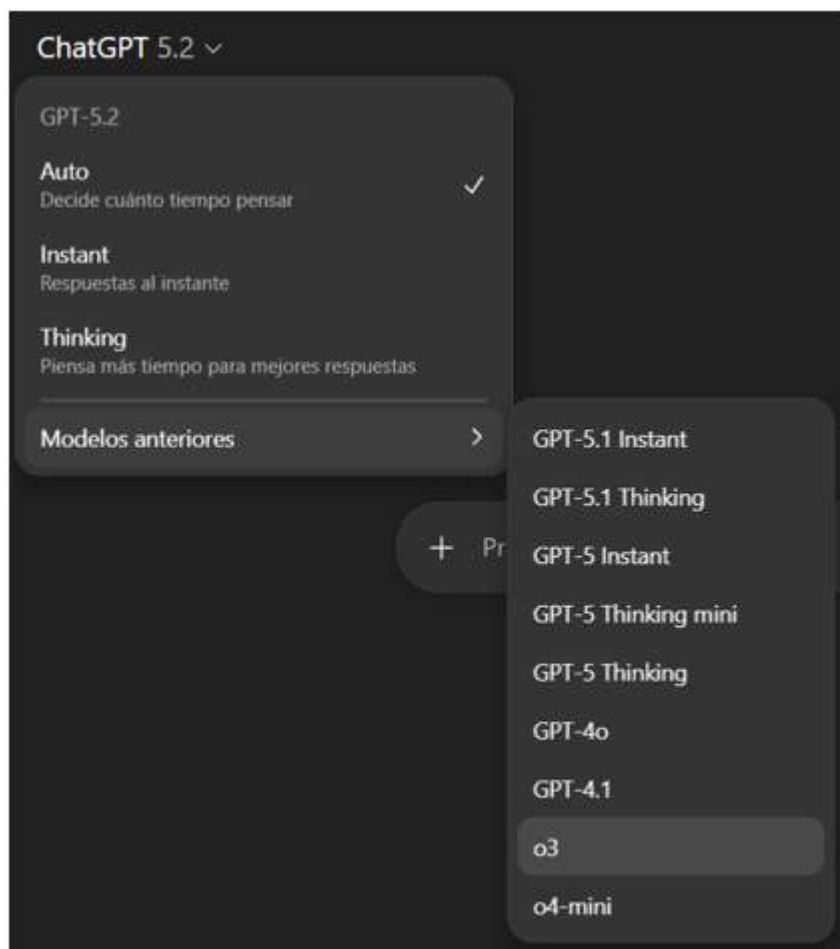 ChatGPT 5.2
GPT-5.2
Auto
Decide cuánto tiempo pensar
Instant
Respuestas al instante
Thinking
Piensa más tiempo para mejores respuestas
Modelos anteriores
GPT-5.1 Instant
GPT-5.1 Thinking
GPT-5 Instant
GPT-5 Thinking mini
GPT-5 Thinking
GPT-4o
GPT-4.1
o3
o4-mini
+ Pr